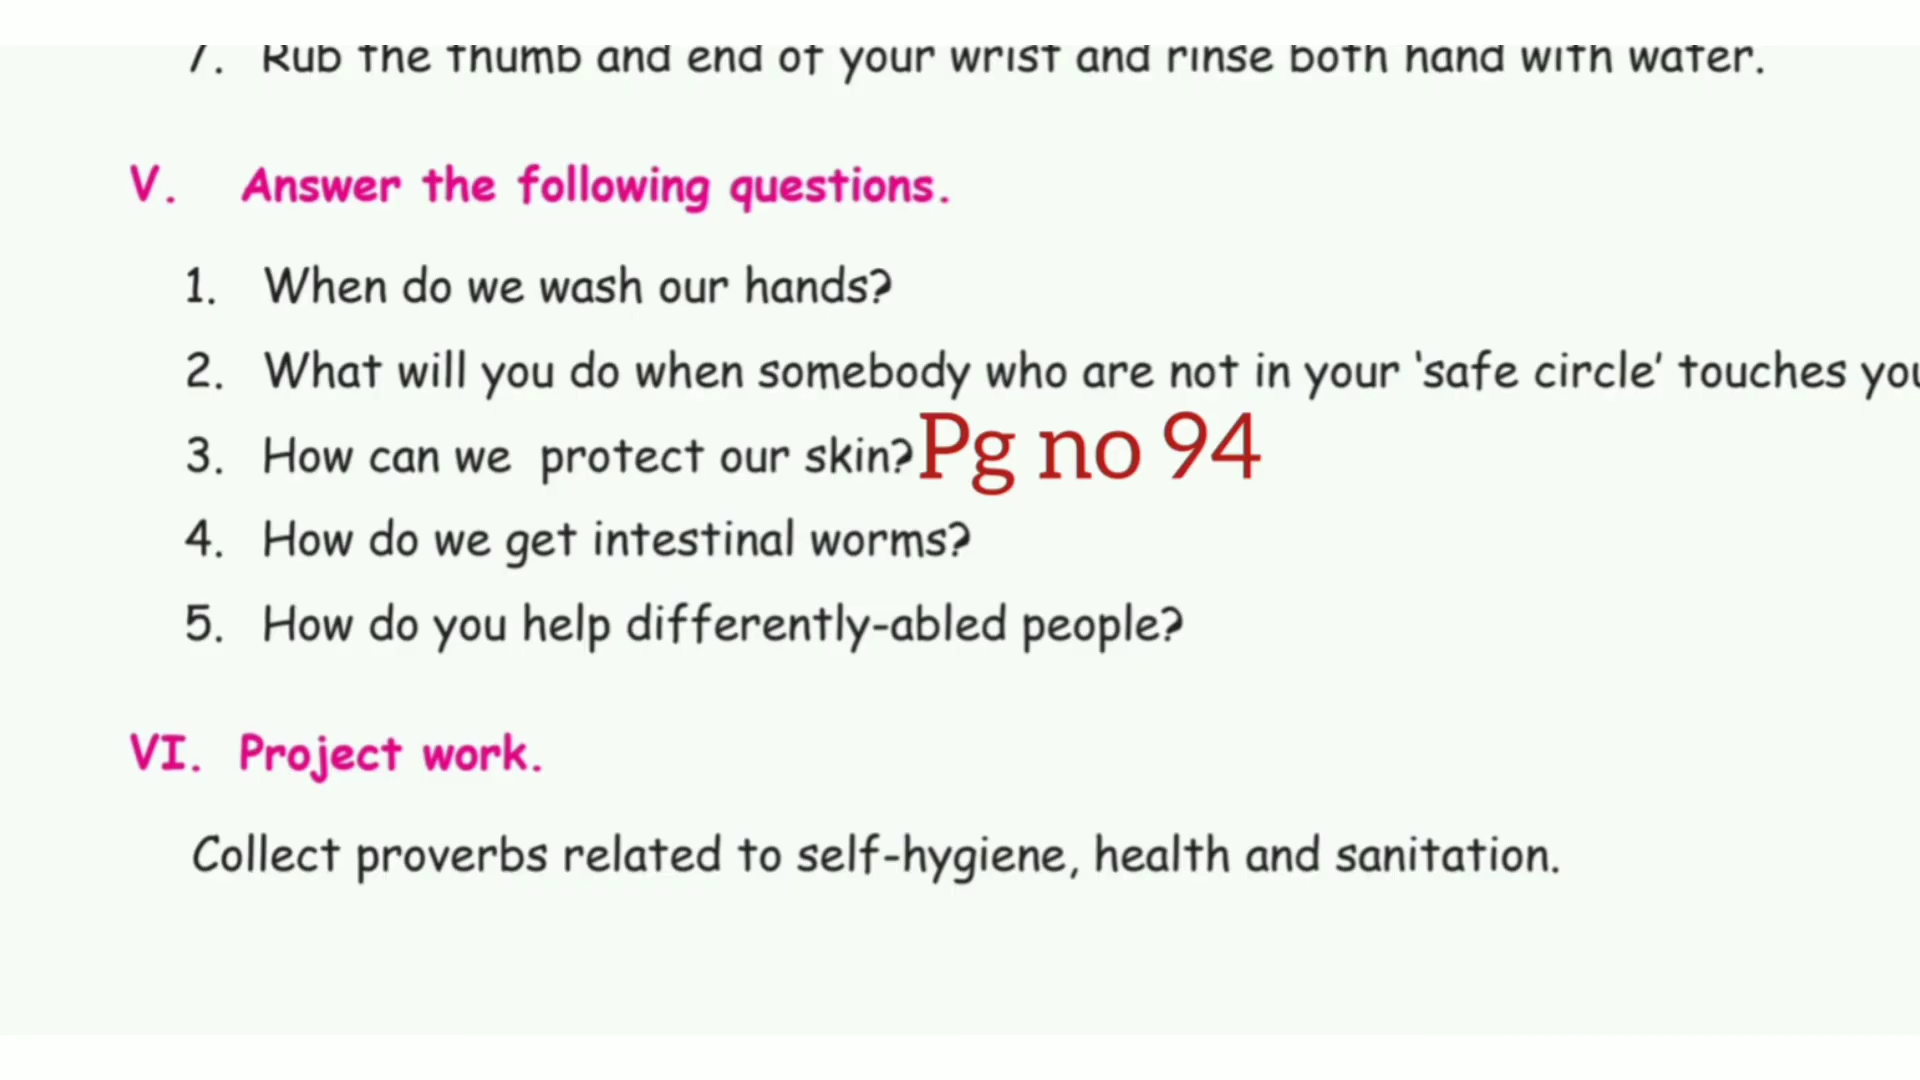 7. Rub the thumb and end of your wrist and rinse both hand with water.
V. Answer the following questions.
1. When do we wash our hands?
2. What will you do when somebody who are not in your ‘safe circle’ touches you
3. How can we protect our skin? Pg no 94
4. How do we get intestinal worms?
5. How do you help differently-abled people?
VI. Project work.
Collect proverbs related to self-hygiene, health and sanitation.